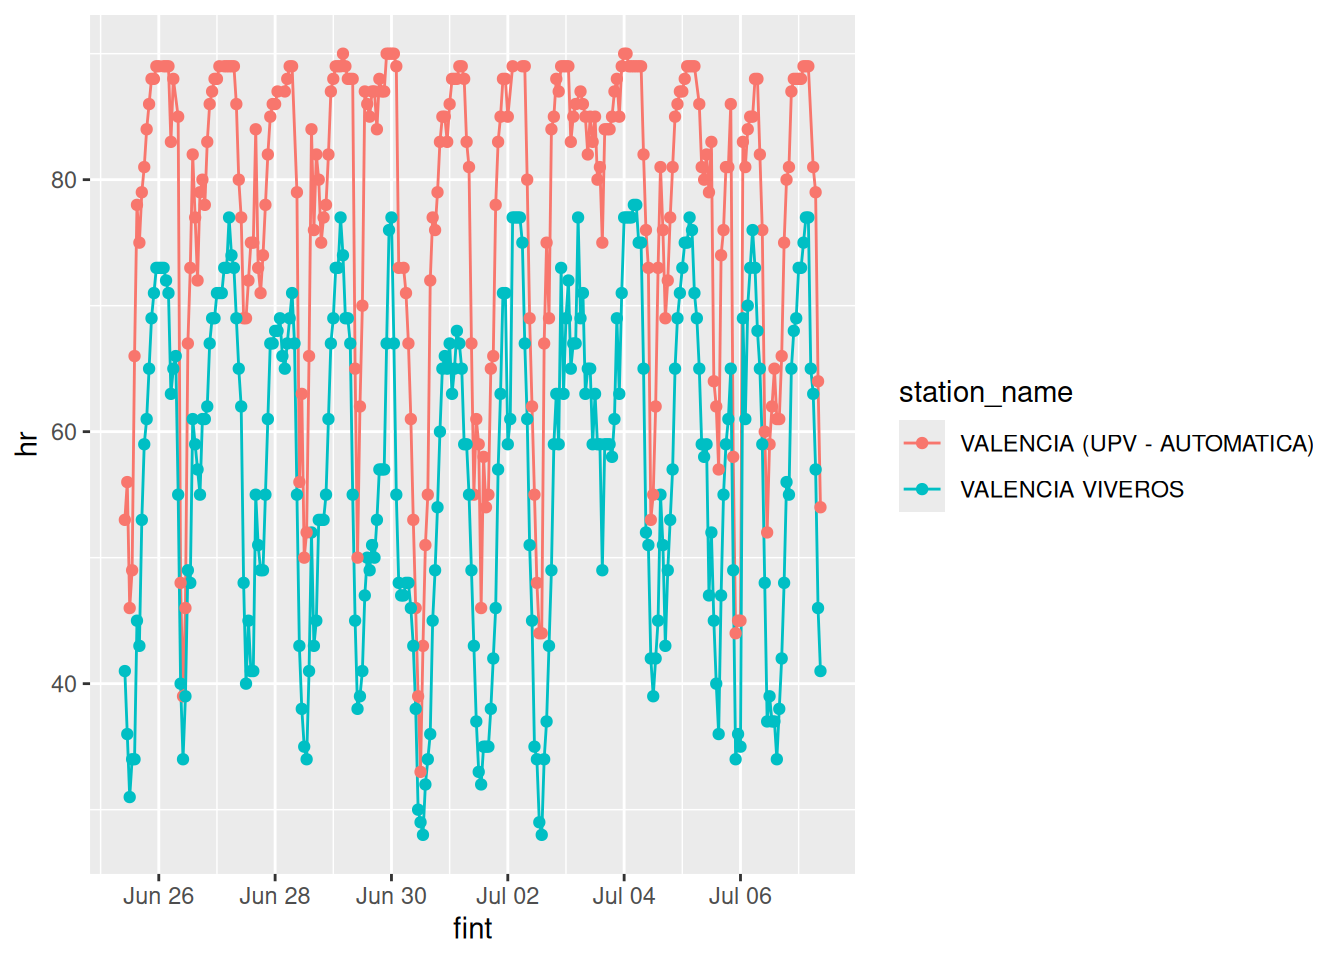 80
60
40
hr
Jun 26
Jun 28
Jun 30
Jul 02
Jul 04
Jul 06
fint
station_name
VALENCIA (UPV - AUTOMATICA)
VALENCIA VIVEROS